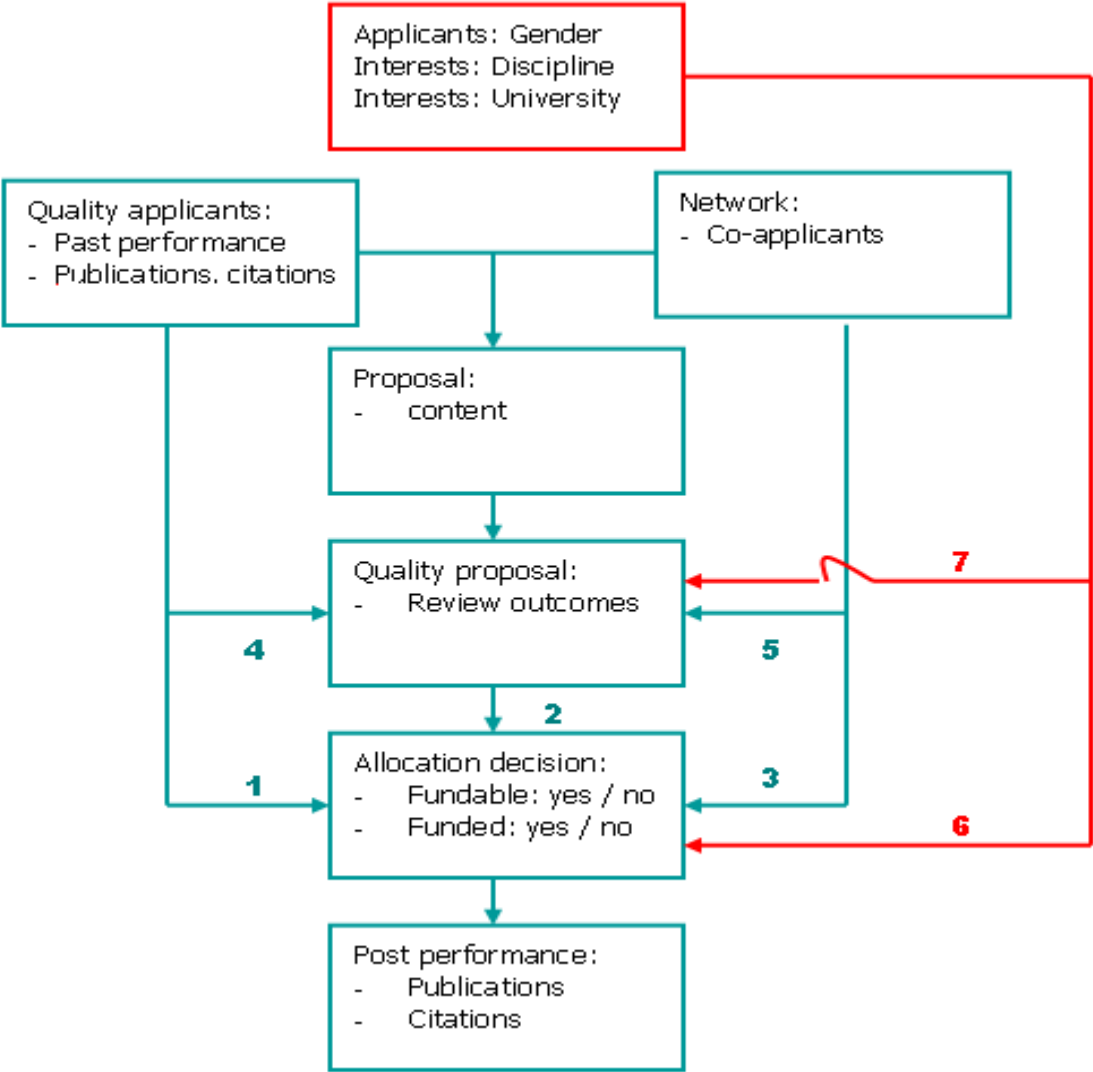 Applicants: Gender
Interests: Discipline
Interests: University
Quality applicants:
- Past performance
- Publications. citations
Network:
- Co-applicants
Proposal:
- content
Quality proposal:
- Review outcomes
7
4
5
2
Allocation decision:
- Fundable: yes / no
- Funded: yes / no
1
3
6
Post performance:
- Publications
- Citations